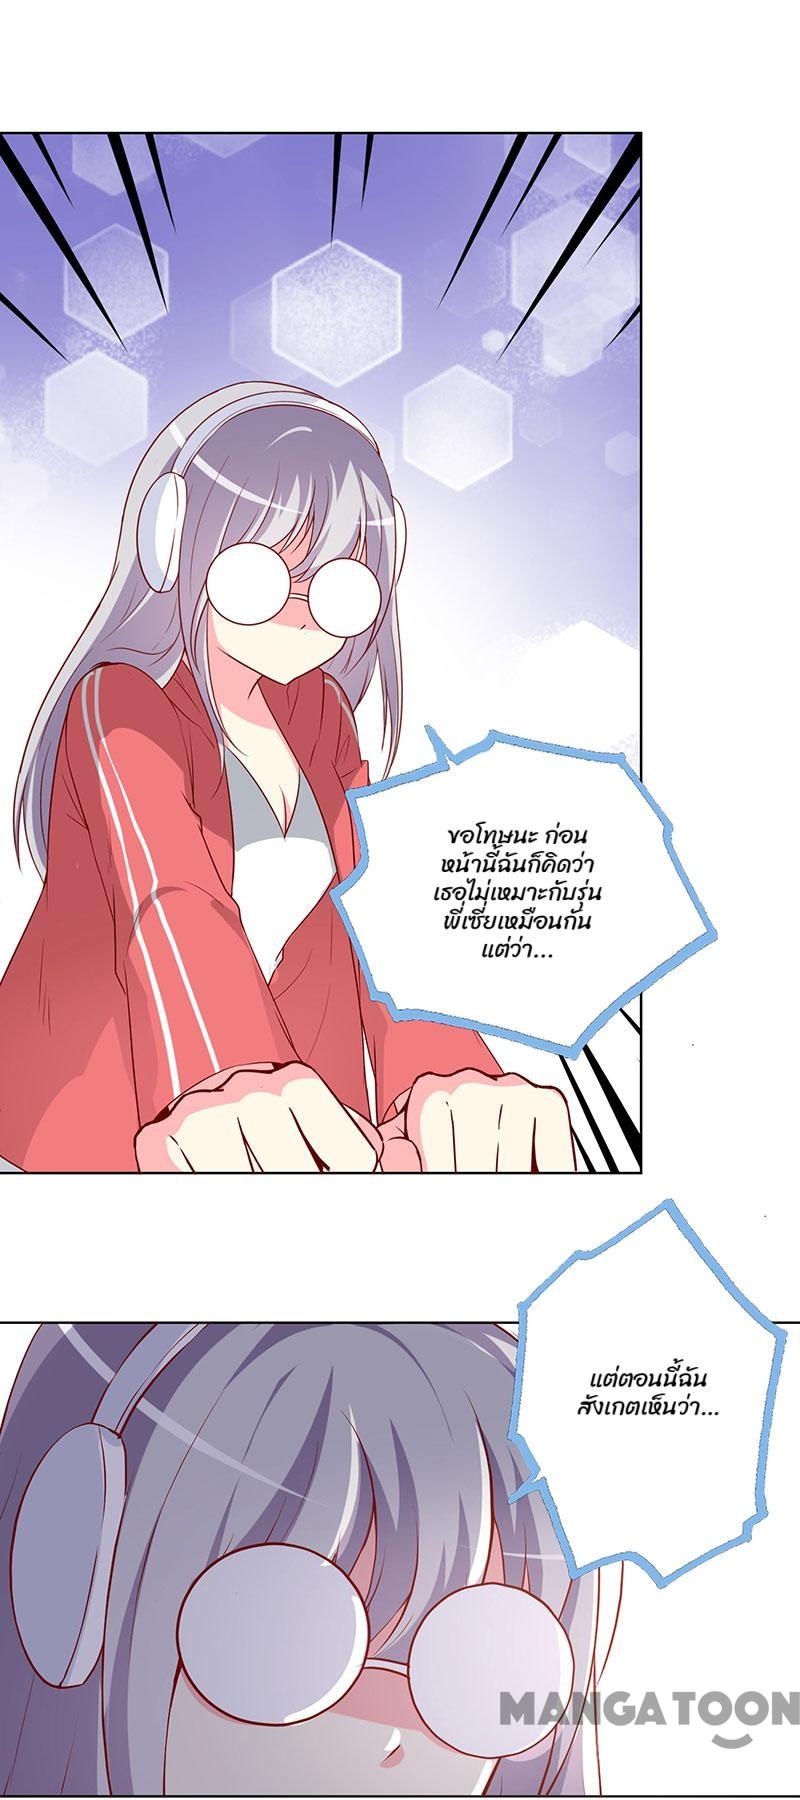 ขอโทษนะ ก่อน
หน้านี้ฉันก็คิดว่า
เธอไม่เหมาะกับรุ่น
พี่เซี่ยเหมือนกัน
แต่ว่า...
แต่ตอนนี้ฉัน
สังเกตเห็นว่า...
MANGATOON